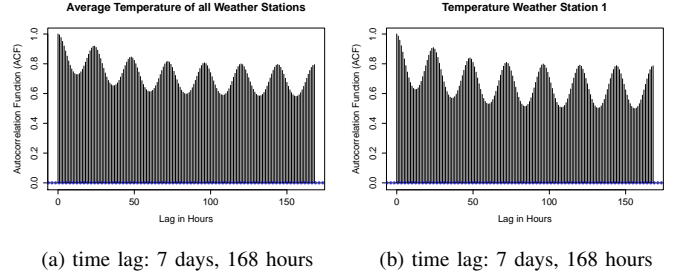 Average Temperature of all Weather Stations
Autocorrelation Function (ACF)
1.0
0.8
0.6
0.4
0.2
0.0
0 50 100 150
Lag in Hours
(a) time lag: 7 days, 168 hours
Temperature Weather Station 1
Autocorrelation Function (ACF)
1.0
0.8
0.6
0.4
0.2
0.0
0 50 100 150
Lag in Hours
(b) time lag: 7 days, 168 hours